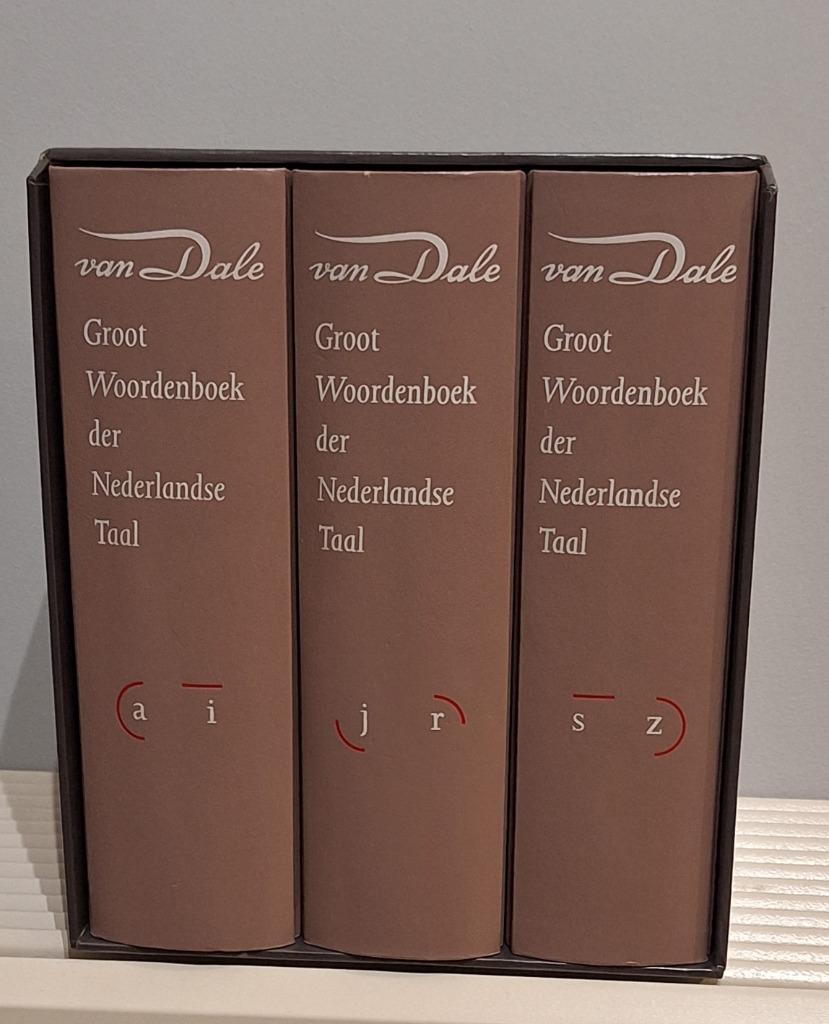 van Dale
Groot
Woordenboek
der
Nederlandse
Taal
a i
van Dale
Groot
Woordenboek
der
Nederlandse
Taal
j r
van Dale
Groot
Woordenboek
der
Nederlandse
Taal
s z